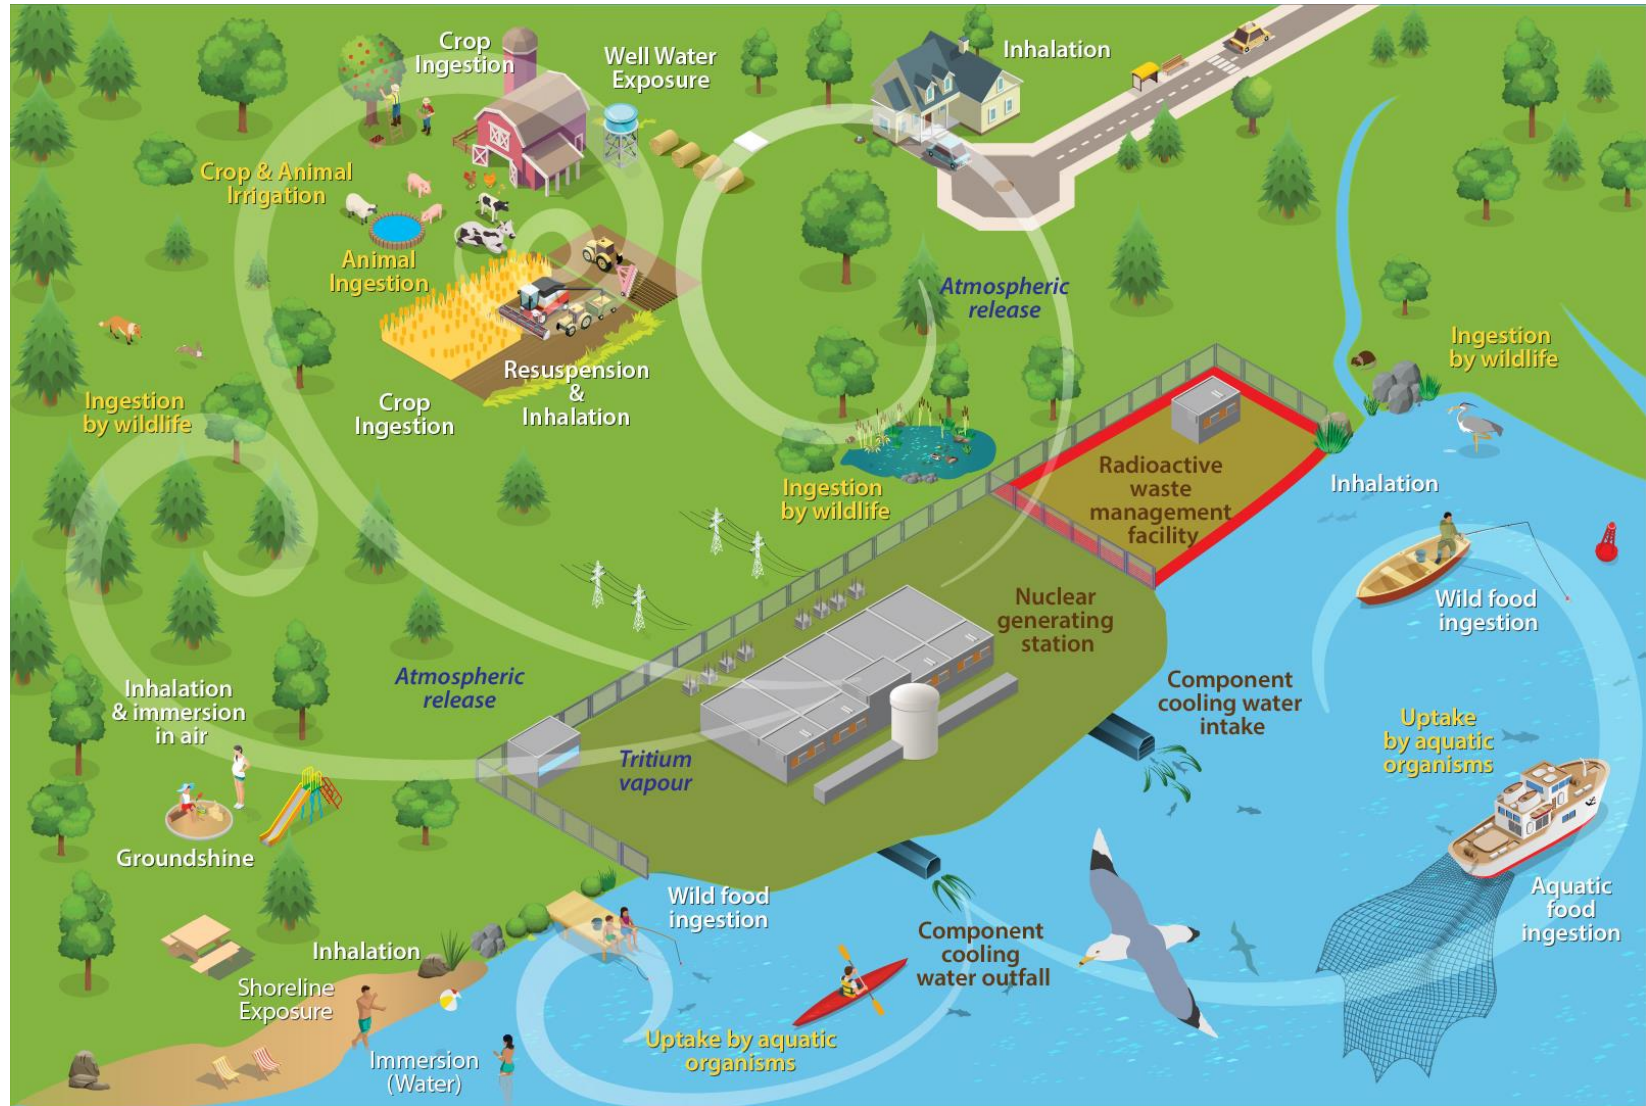 Crop
Ingestion
Well Water
Exposure
Inhalation
Crop & Animal
Irrigation
Animal
Ingestion
Atmospheric
release
Ingestion
by wildlife
Resuspension
&
Inhalation
Crop
Ingestion
Ingestion
by wildlife
Ingestion
by wildlife
Radioactive
waste
management
facility
Inhalation
Nuclear
generating
station
Wild food
ingestion
Atmospheric
release
Inhalation
& immersion
in air
Component
cooling water
intake
Uptake
by aquatic
organisms
Tritium
vapour
Groundshine
Wild food
ingestion
Aquatic
food
ingestion
Component
cooling
water outfall
Inhalation
Shoreline
Exposure
Uptake by aquatic
organisms
Immersion
(Water)